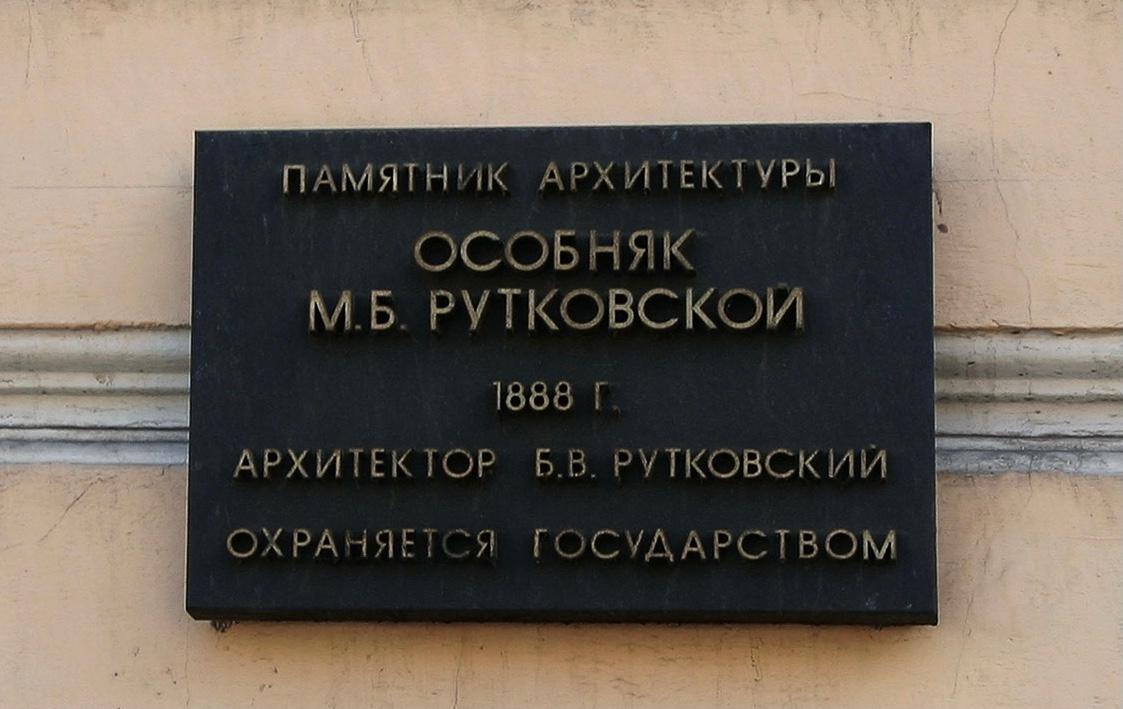 ПАМЯТНИК АРХИТЕКТУРЫ
ОСОБНЯК
М.Б. РУТКОВСКОЙ
1888 Г.
АРХИТЕКТОР Б.В. РУТКОВСКИЙ
ОХРАНЯЕТСЯ ГОСУДАРСТВОМ